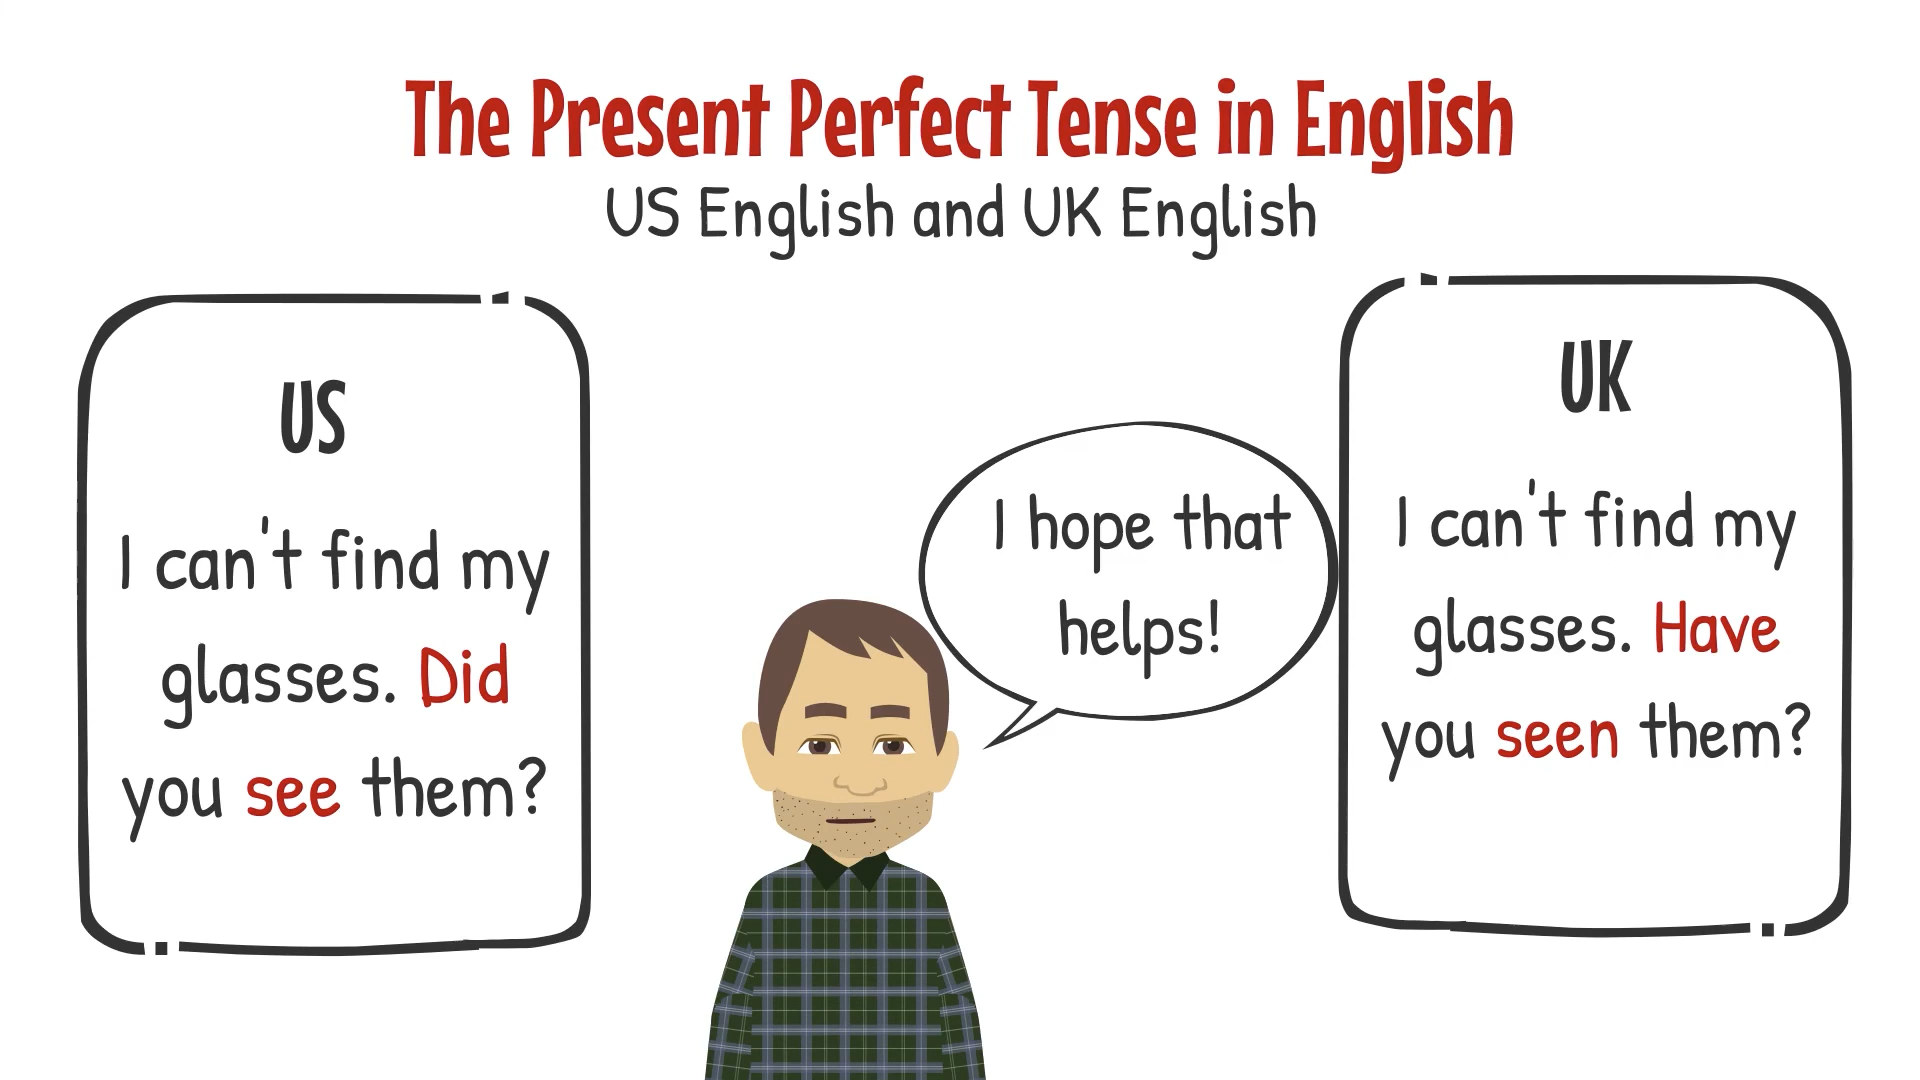 The Present Perfect Tense in English
US English and UK English
US
I can't find my
glasses. Did
you see them?
I hope that
helps!
UK
I can't find my
glasses. Have
you seen them?